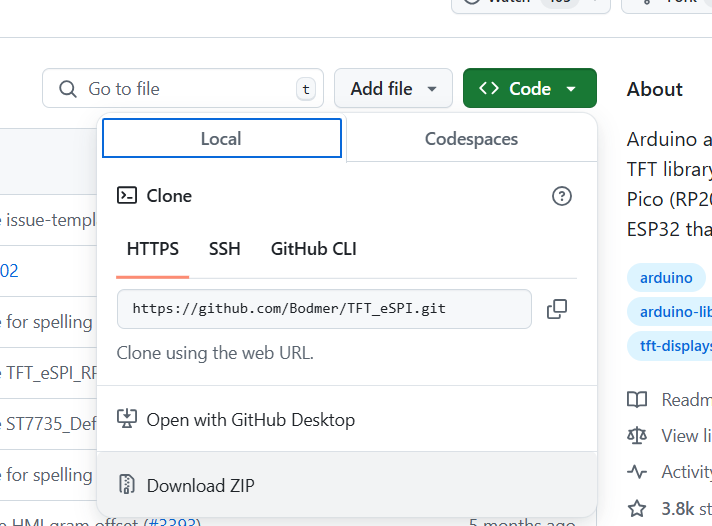 Watch
Go to file
t
Add file
Code
About
Local
Codespaces
Arduino a
TFT library
Pico (RP20
ESP32 tha
Clone
issue-templ
HTTPS
SSH
GitHub CLI
02
arduino
https://github.com/Bodmer/TFT_eSPI.git
arduino-lib
for spelling
tft-displays
Clone using the web URL.
TFT_eSPI_RP
Readm
Open with GitHub Desktop
ST7735_Def
View li
for spelling
Download ZIP
Activity
3.8k st
HMI gram offset (#3393)
5 months ago